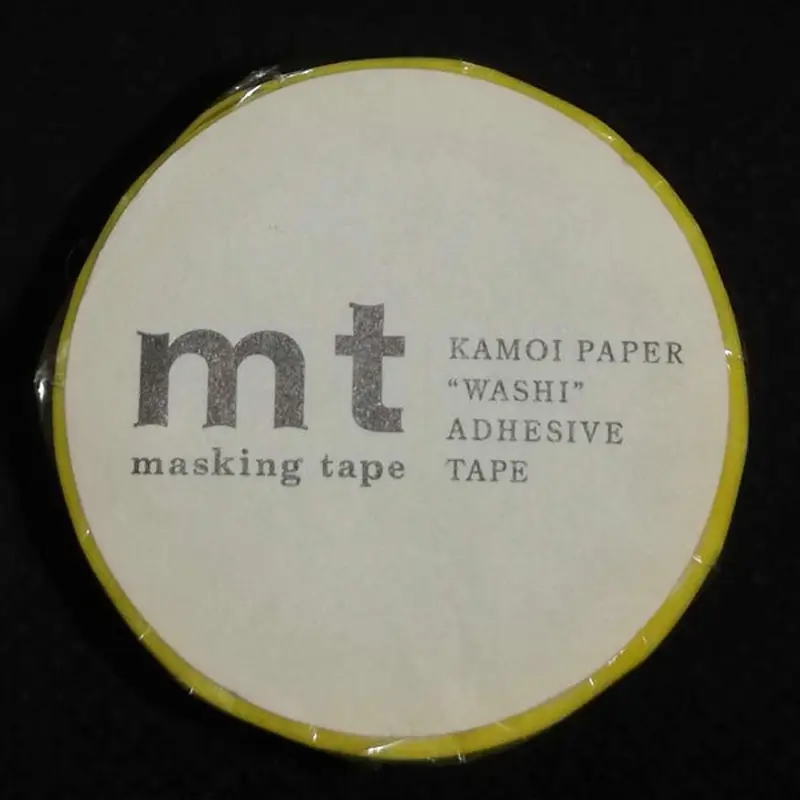 mt
masking tape
KAMOI PAPER
“WASHI”
ADHESIVE
TAPE